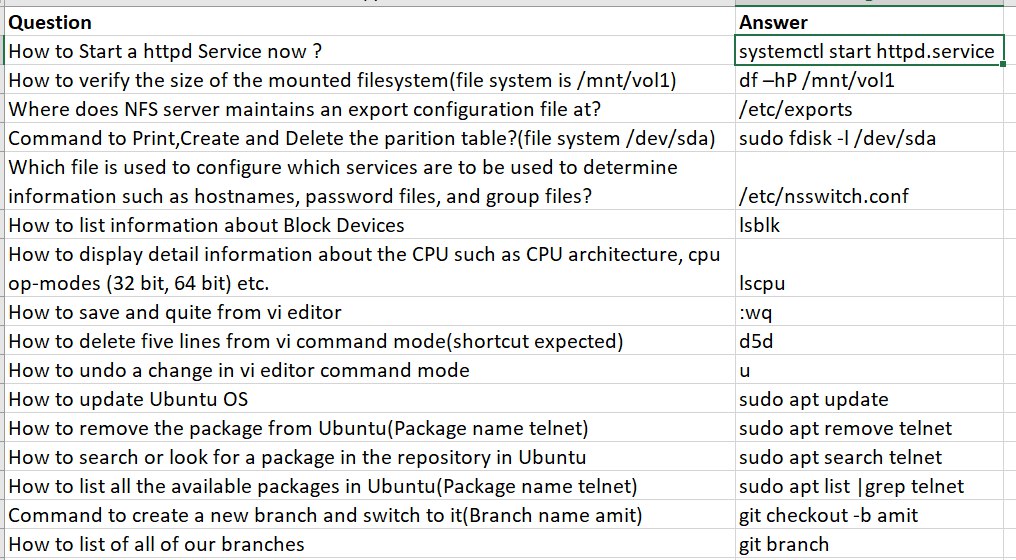 Question Answer
How to Start a httpd Service now ? systemctl start httpd.service
How to verify the size of the mounted filesystem(file system is /mnt/vol1) df –hP /mnt/vol1
Where does NFS server maintains an export configuration file at? /etc/exports
Command to Print,Create and Delete the parition table?(file system /dev/sda) sudo fdisk -l /dev/sda
Which file is used to configure which services are to be used to determine
information such as hostnames, password files, and group files? /etc/nsswitch.conf
How to list information about Block Devices lsblk
How to display detail information about the CPU such as CPU architecture, cpu
op-modes (32 bit, 64 bit) etc. lscpu
How to save and quite from vi editor :wq
How to delete five lines from vi command mode(shortcut expected) d5d
How to undo a change in vi editor command mode u
How to update Ubuntu OS sudo apt update
How to remove the package from Ubuntu(Package name telnet) sudo apt remove telnet
How to search or look for a package in the repository in Ubuntu sudo apt search telnet
How to list all the available packages in Ubuntu(Package name telnet) sudo apt list |grep telnet
Command to create a new branch and switch to it(Branch name amit) git checkout -b amit
How to list of all of our branches git branch